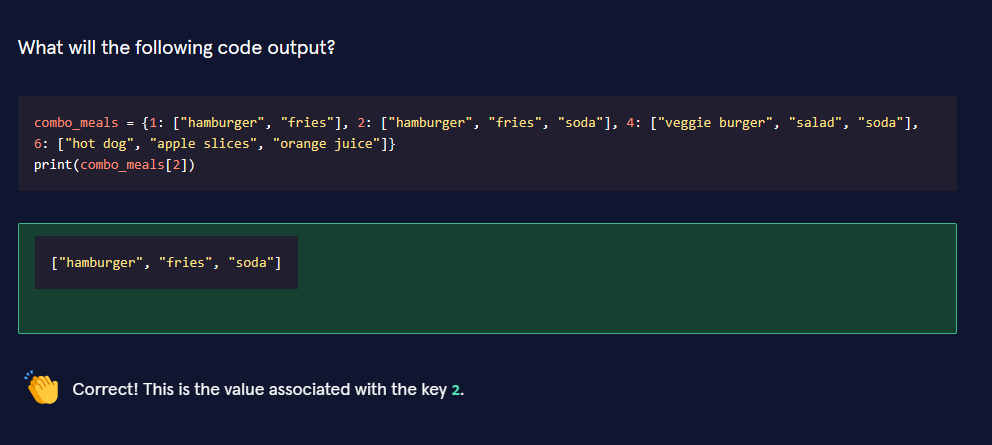 What will the following code output?
combo_meals = {1: ["hamburger", "fries"], 2: ["hamburger", "fries", "soda"], 4: ["veggie burger", "salad", "soda"],
6: ["hot dog", "apple slices", "orange juice"]}
print(combo_meals[2])
["hamburger", "fries", "soda"]
Correct! This is the value associated with the key 2.